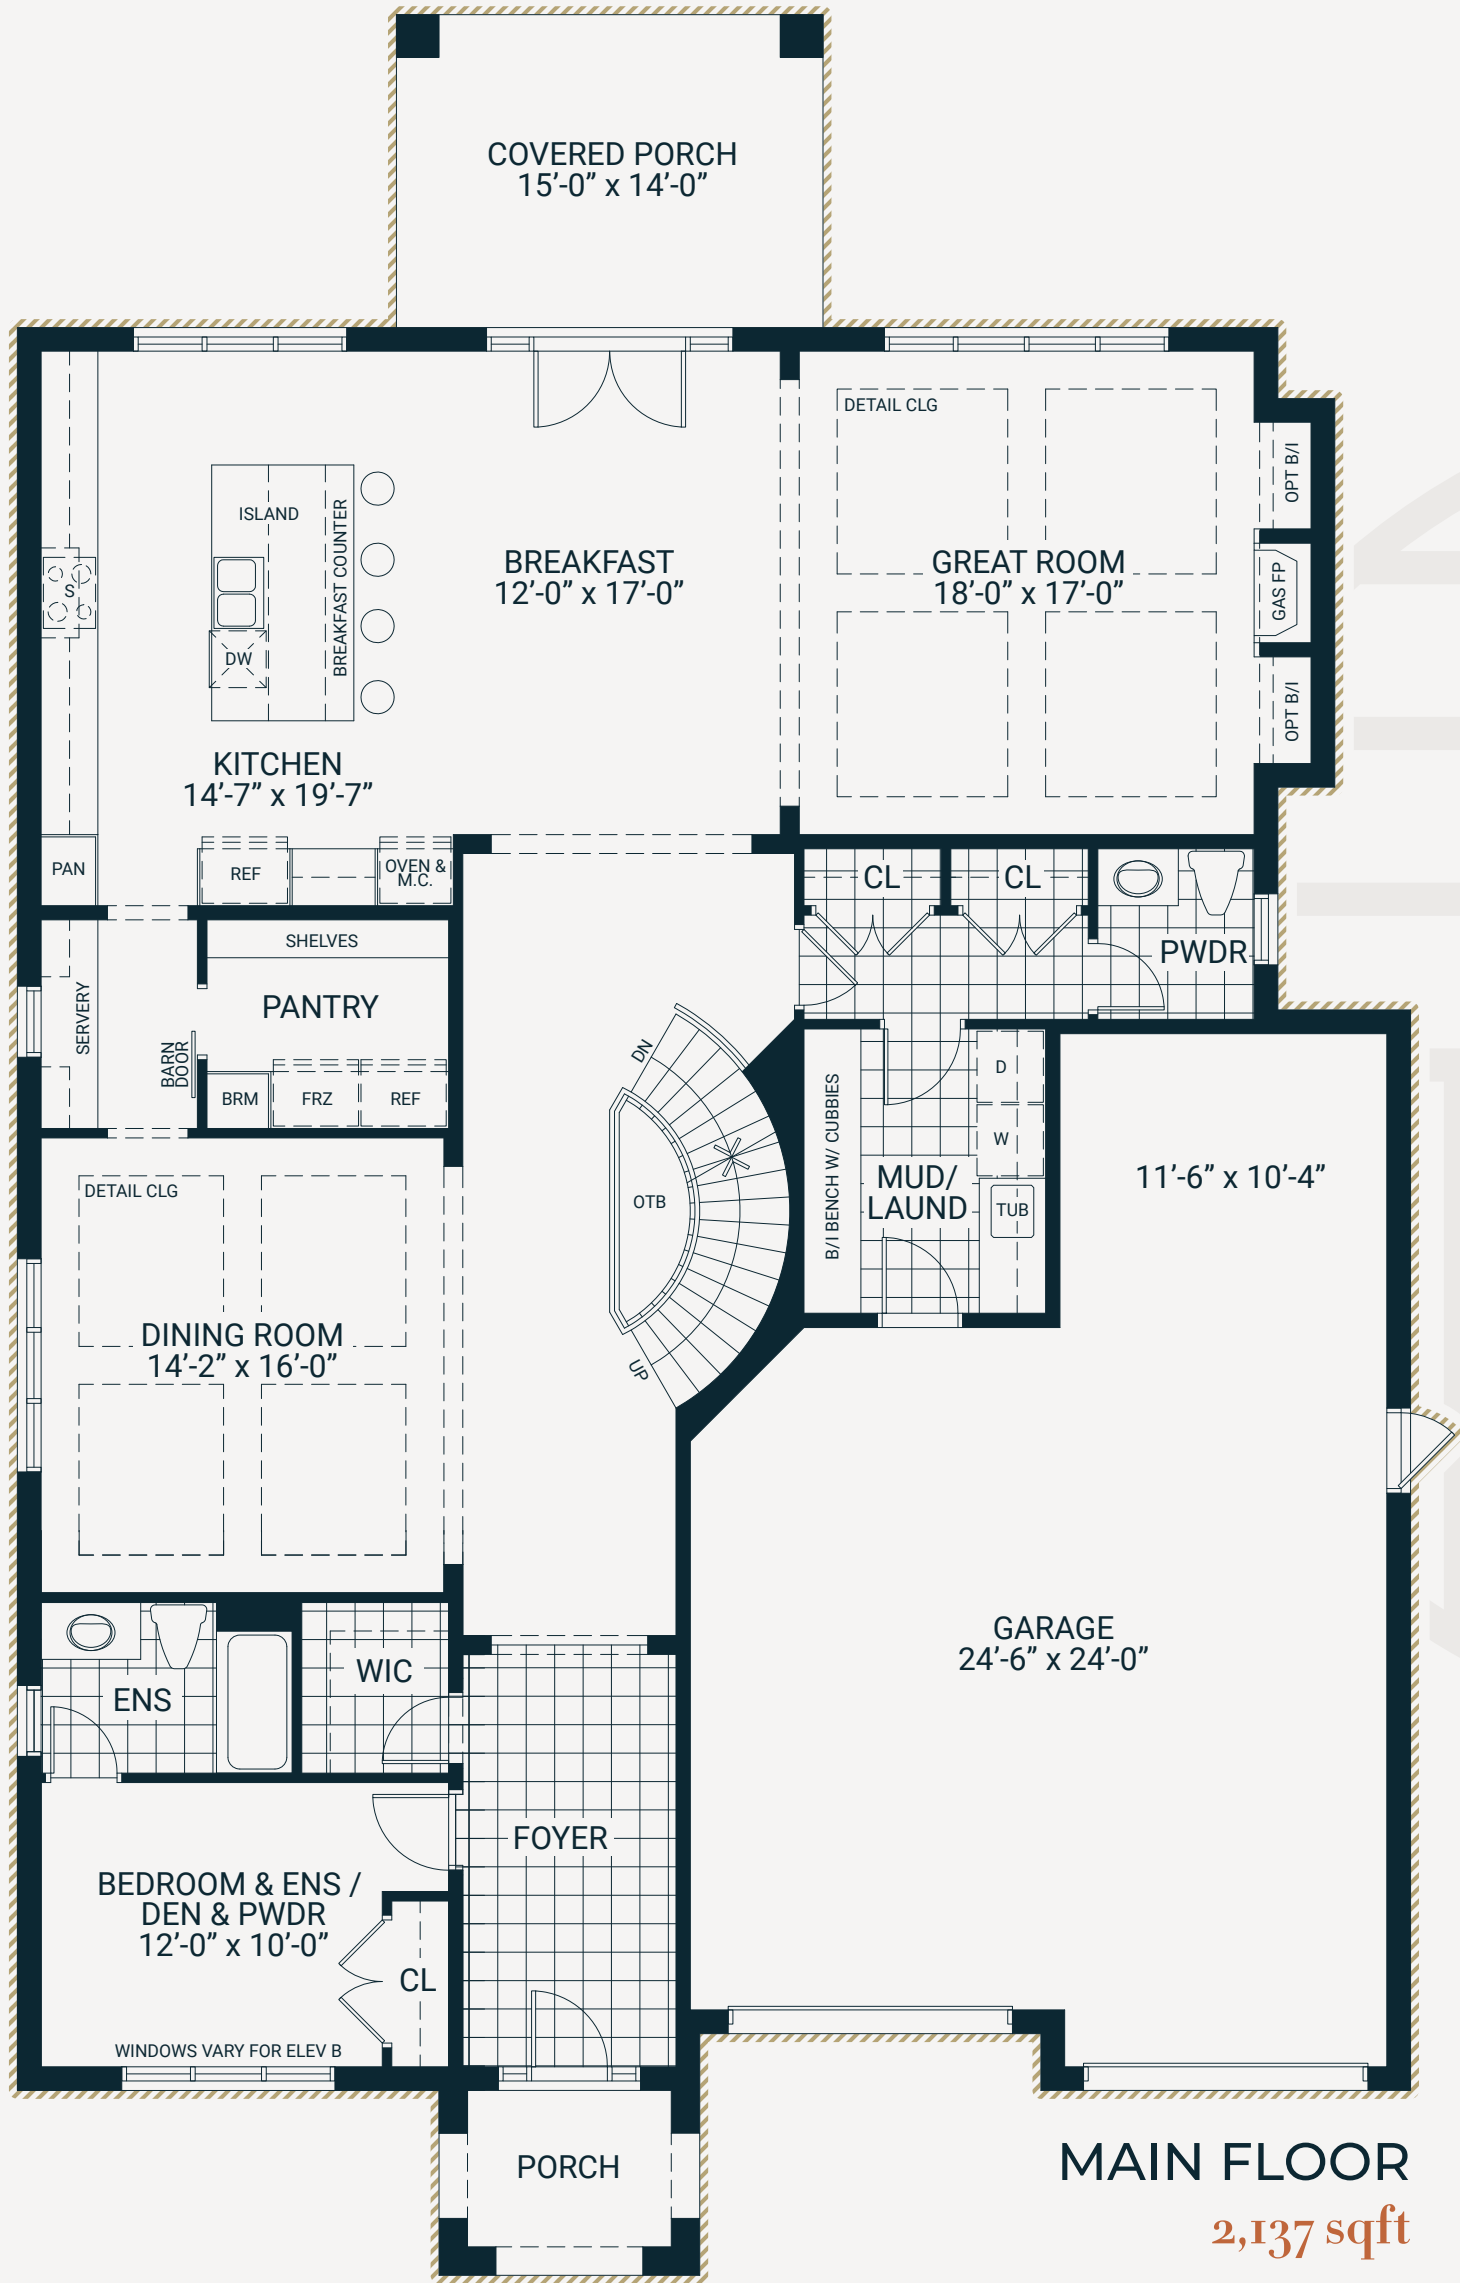 COVERED PORCH
15’-0” x 14’-0”
DETAIL CLG
OPT B/I
ISLAND
BREAKFAST COUNTER
BREAKFAST
12’-0” x 17’-0”
GREAT ROOM
18’-0” x 17’-0”
GAS FP
S
DW
OPT B/I
KITCHEN
14’-7” x 19’-7”
PAN
REF
OVEN &
M.C.
CL
CL
PWDR
SHELVES
PANTRY
SERVERY
BARN
DOOR
BRM
FRZ
REF
DN
OTB
UP
B/I BENCH W/ CUBBIES
D
W
MUD/
LAUND
TUB
11’-6” x 10’-4”
DETAIL CLG
DINING ROOM
14’-2” x 16’-0”
GARAGE
24’-6” x 24’-0”
ENS
WIC
FOYER
BEDROOM & ENS /
DEN & PWDR
12’-0” x 10’-0”
CL
WINDOWS VARY FOR ELEV B
PORCH
MAIN FLOOR
2,137 sqft